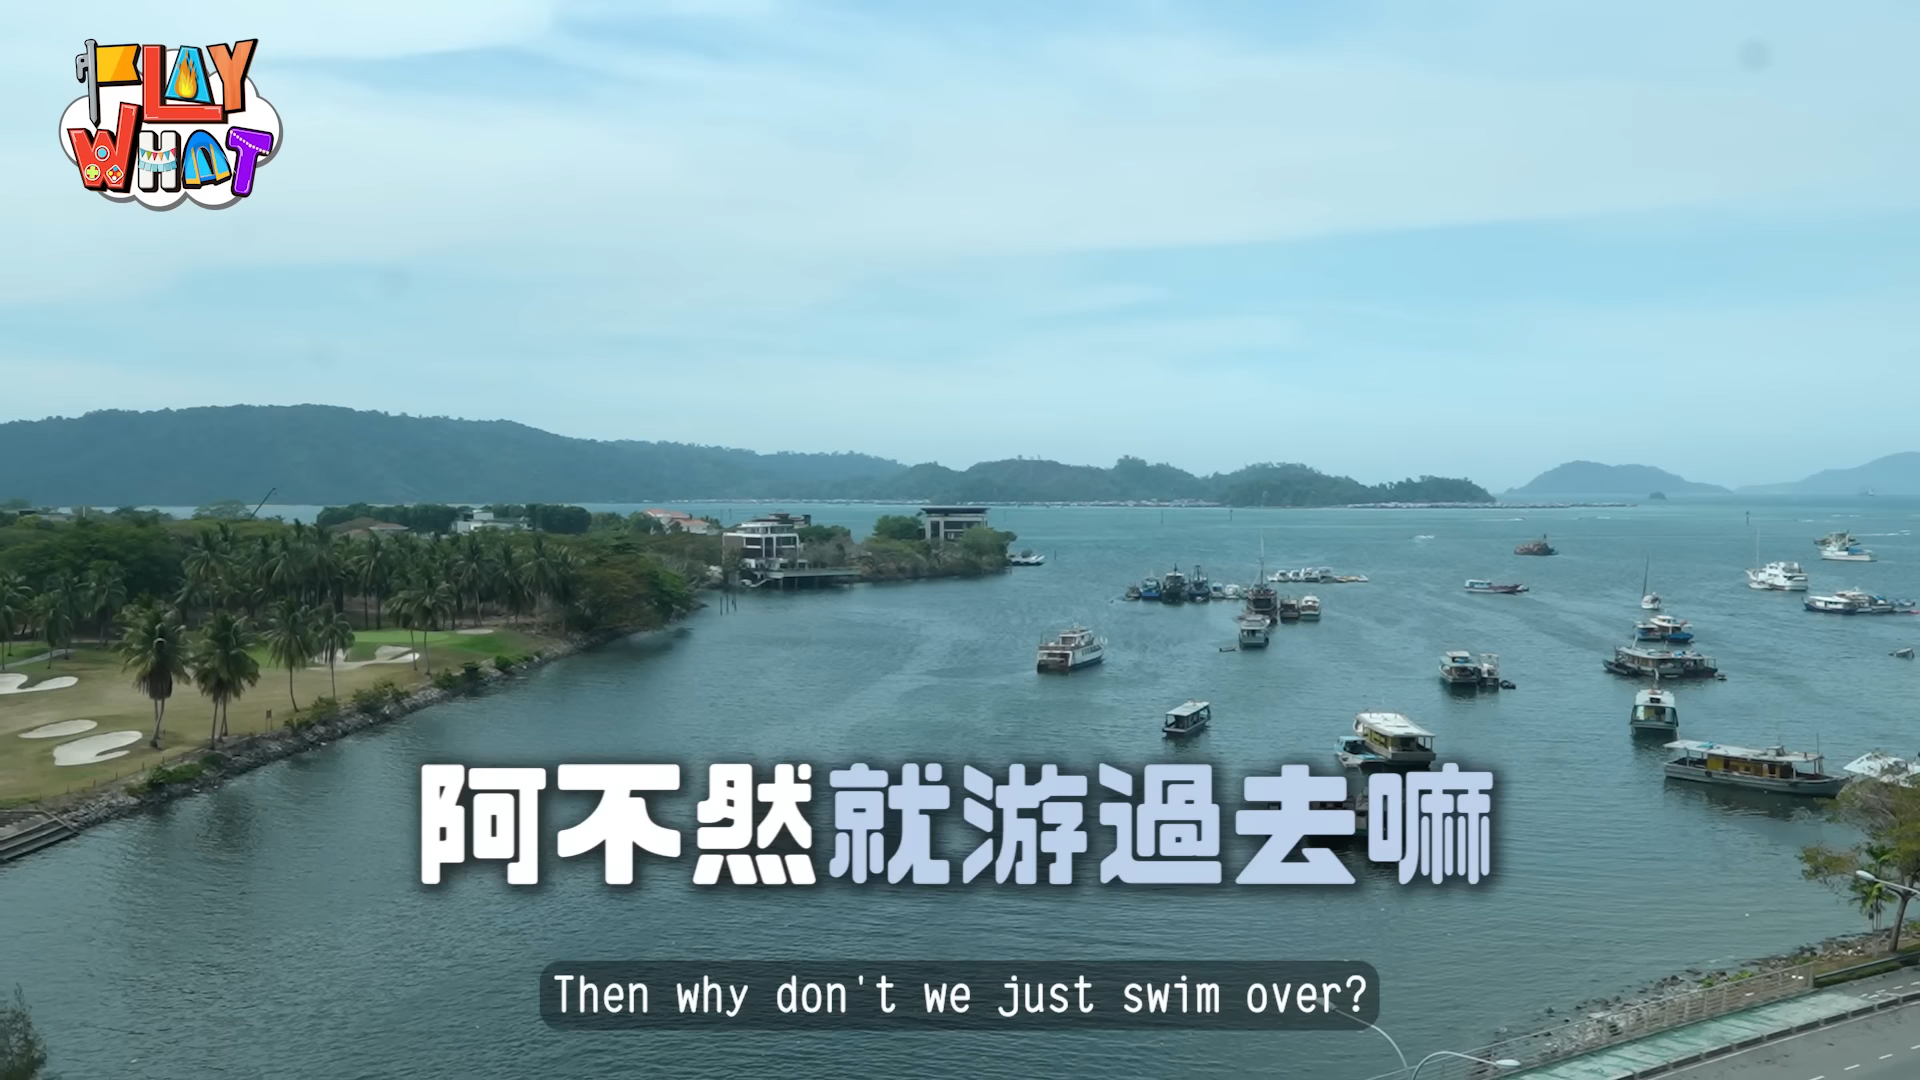 PLAY
WHAT
阿不然就游過去嘛
Then why don't we just swim over?